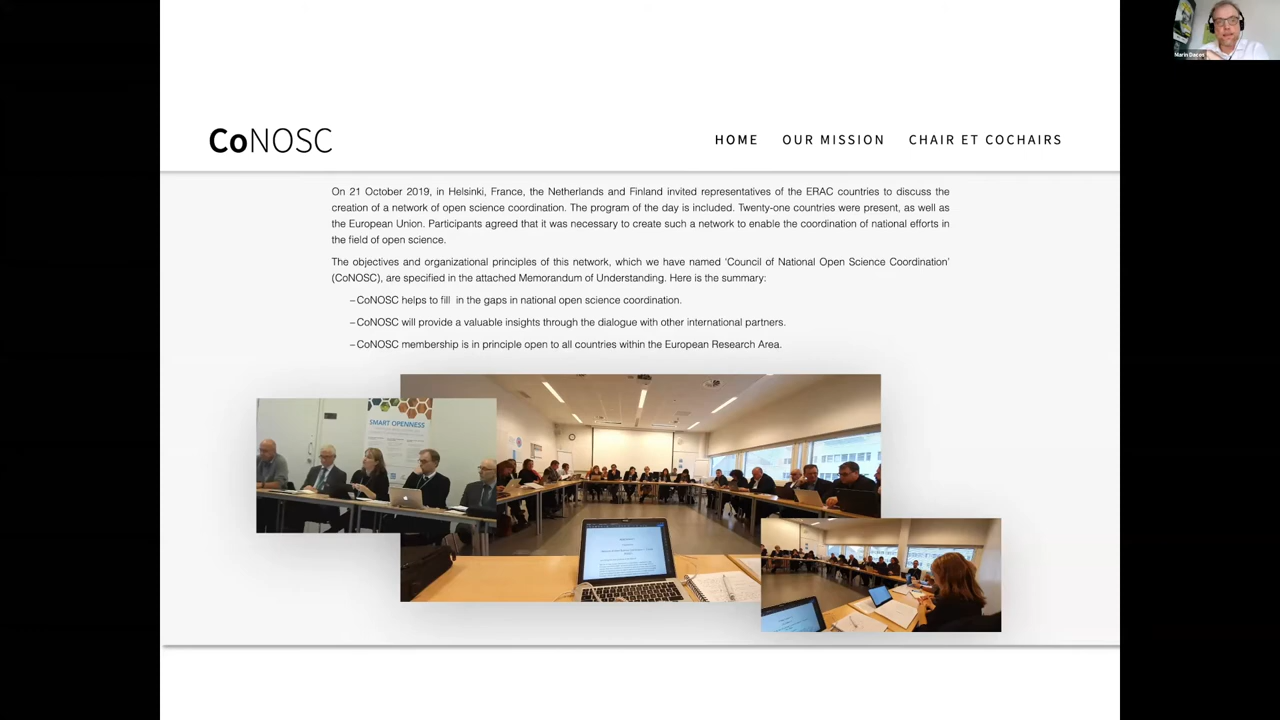 Marin Dacos
CoNOSC
HOME OUR MISSION CHAIR ET COCHAIRS
On 21 October 2019, in Helsinki, France, the Netherlands and Finland invited representatives of the ERAC countries to discuss the
creation of a network of open science coordination. The program of the day is included. Twenty-one countries were present, as well as
the European Union. Participants agreed that it was necessary to create such a network to enable the coordination of national efforts in
the field of open science.
The objectives and organizational principles of this network, which we have named ‘Council of National Open Science Coordination’
(CoNOSC), are specified in the attached Memorandum of Understanding. Here is the summary:
– CoNOSC helps to fill in the gaps in national open science coordination.
– CoNOSC will provide a valuable insights through the dialogue with other international partners.
– CoNOSC membership is in principle open to all countries within the European Research Area.
SMART OPENNESS